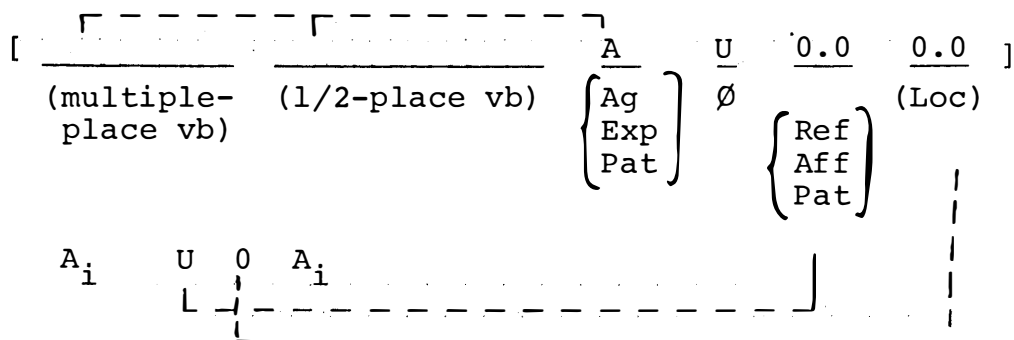 [ A U 0.0 0.0 ]
(multiple- (1/2-place vb) Ag Ø (Loc)
place vb) Exp Ref
Pat Aff
Pat
A_i U 0 A_i